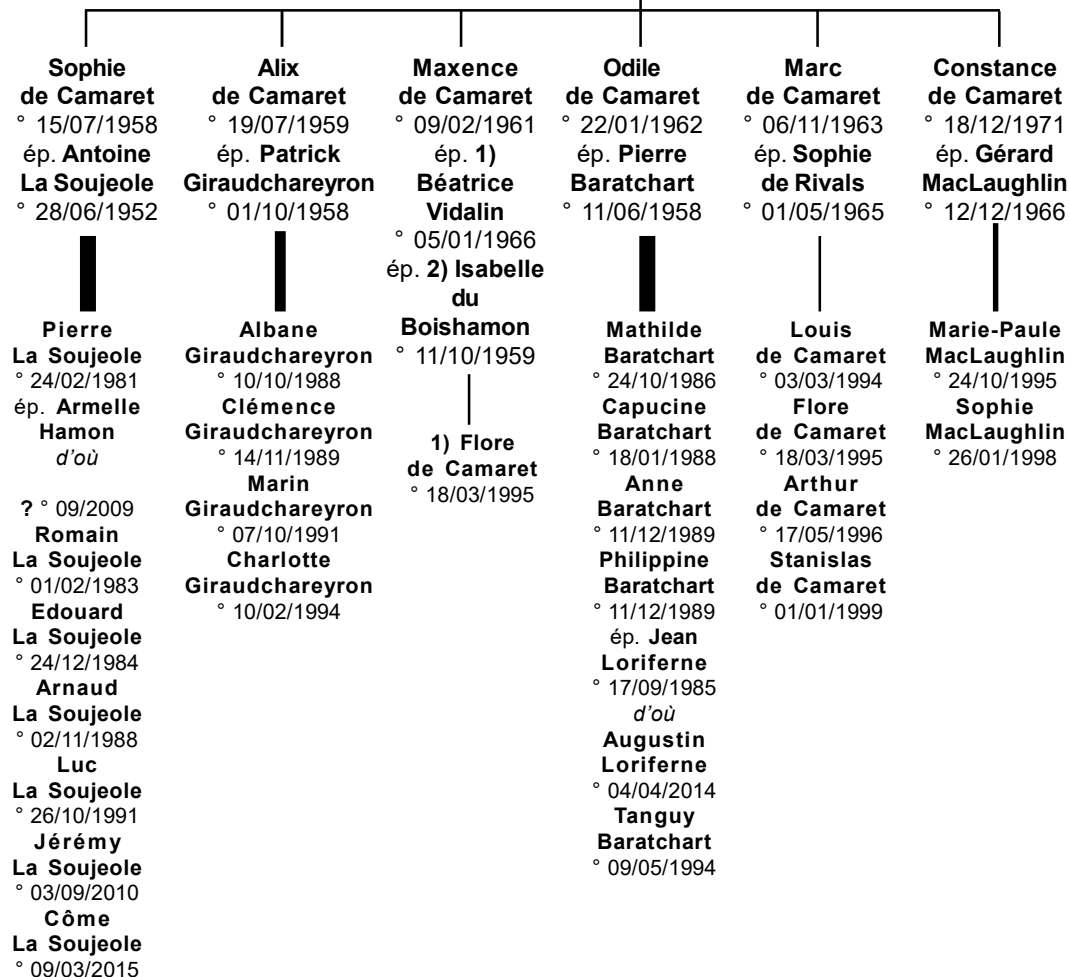 Sophie
de Camaret
° 15/07/1958
ép. Antoine
La Soujeole
° 28/06/1952
Pierre
La Soujeole
° 24/02/1981
ép. Armelle
Hamon
d'où
? ° 09/2009
Romain
La Soujeole
° 01/02/1983
Edouard
La Soujeole
° 24/12/1984
Arnaud
La Soujeole
° 02/11/1988
Luc
La Soujeole
° 26/10/1991
Jérémy
La Soujeole
° 03/09/2010
Côme
La Soujeole
° 09/03/2015
Alix
de Camaret
° 19/07/1959
ép. Patrick
Giraudchareyron
° 01/10/1958
Albane
Giraudchareyron
° 10/10/1988
Clémence
Giraudchareyron
° 14/11/1989
Marin
Giraudchareyron
° 07/10/1991
Charlotte
Giraudchareyron
° 10/02/1994
Maxence
de Camaret
° 09/02/1961
ép. 1)
Béatrice
Vidalin
° 05/01/1966
ép. 2) Isabelle
du
Boishamon
° 11/10/1959
1) Flore
de Camaret
° 18/03/1995
Odile
de Camaret
° 22/01/1962
ép. Pierre
Baratchart
° 11/06/1958
Mathilde
Baratchart
° 24/10/1986
Capucine
Baratchart
° 18/01/1988
Anne
Baratchart
° 11/12/1989
Philippine
Baratchart
° 11/12/1989
ép. Jean
Loriferne
° 17/09/1985
d'où
Augustin
Loriferne
° 04/04/2014
Tanguy
Baratchart
° 09/05/1994
Marc
de Camaret
° 06/11/1963
ép. Sophie
de Rivals
° 01/05/1965
Louis
de Camaret
° 03/03/1994
Flore
de Camaret
° 18/03/1995
Arthur
de Camaret
° 17/05/1996
Stanislas
de Camaret
° 01/01/1999
Constance
de Camaret
° 18/12/1971
ép. Gérard
MacLaughlin
° 12/12/1966
Marie-Paule
MacLaughlin
° 24/10/1995
Sophie
MacLaughlin
° 26/01/1998